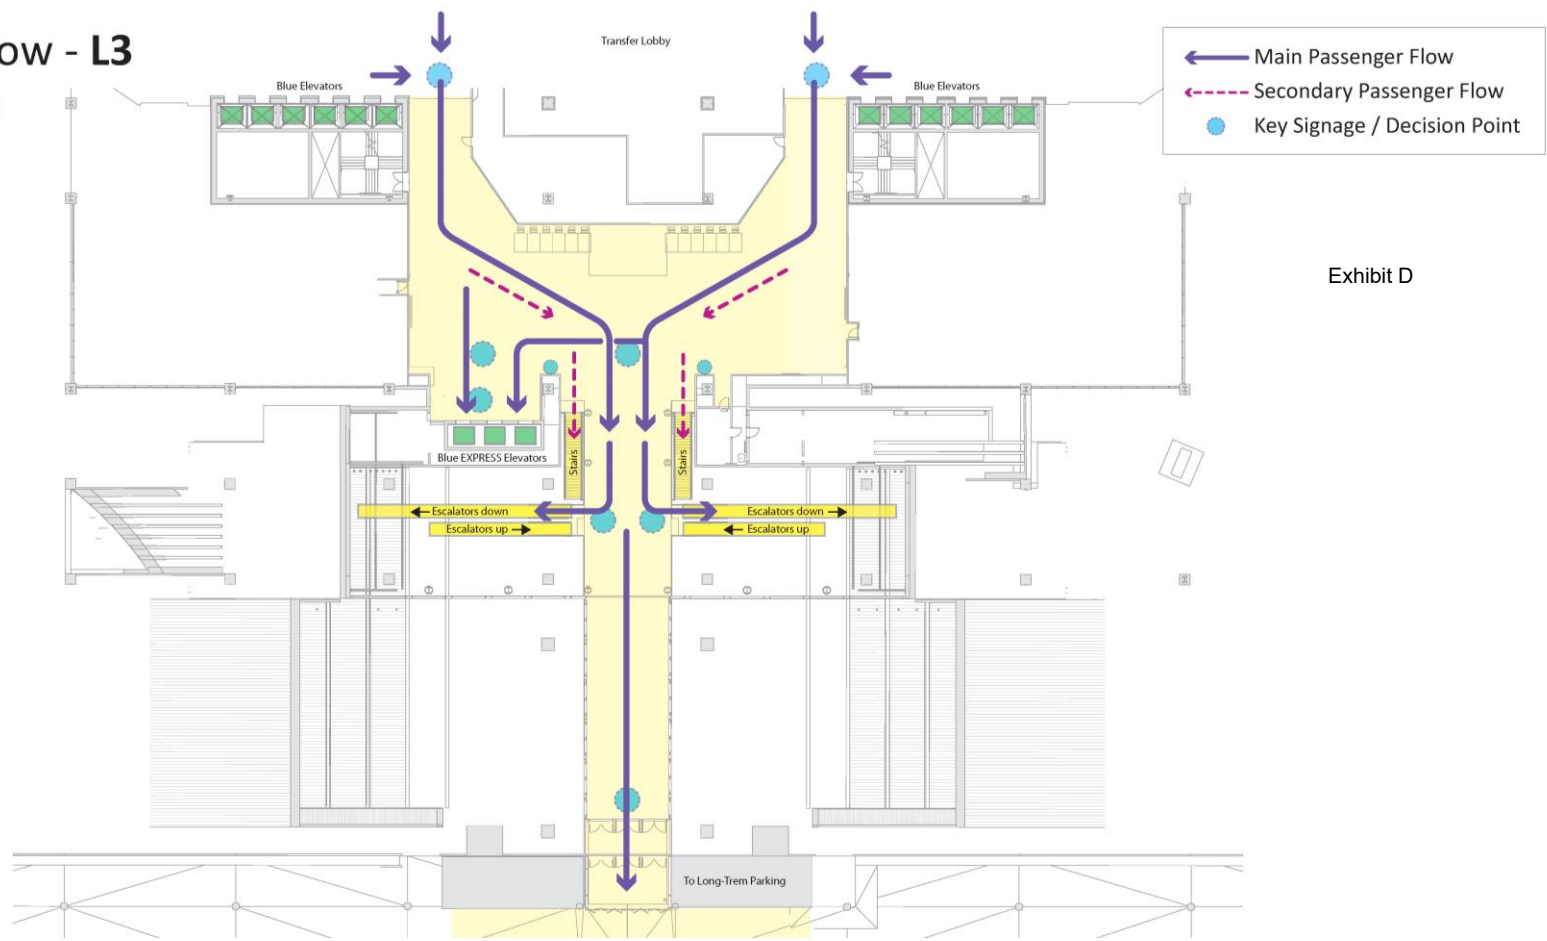 ow - L3
Transfer Lobby
Main Passenger Flow
Secondary Passenger Flow
Key Signage / Decision Point
Blue Elevators
Blue Elevators
Exhibit D
Blue EXPRESS Elevators
Stairs
Stairs
Escalators down
Escalators down
Escalators up
Escalators up
To Long-Trem Parking